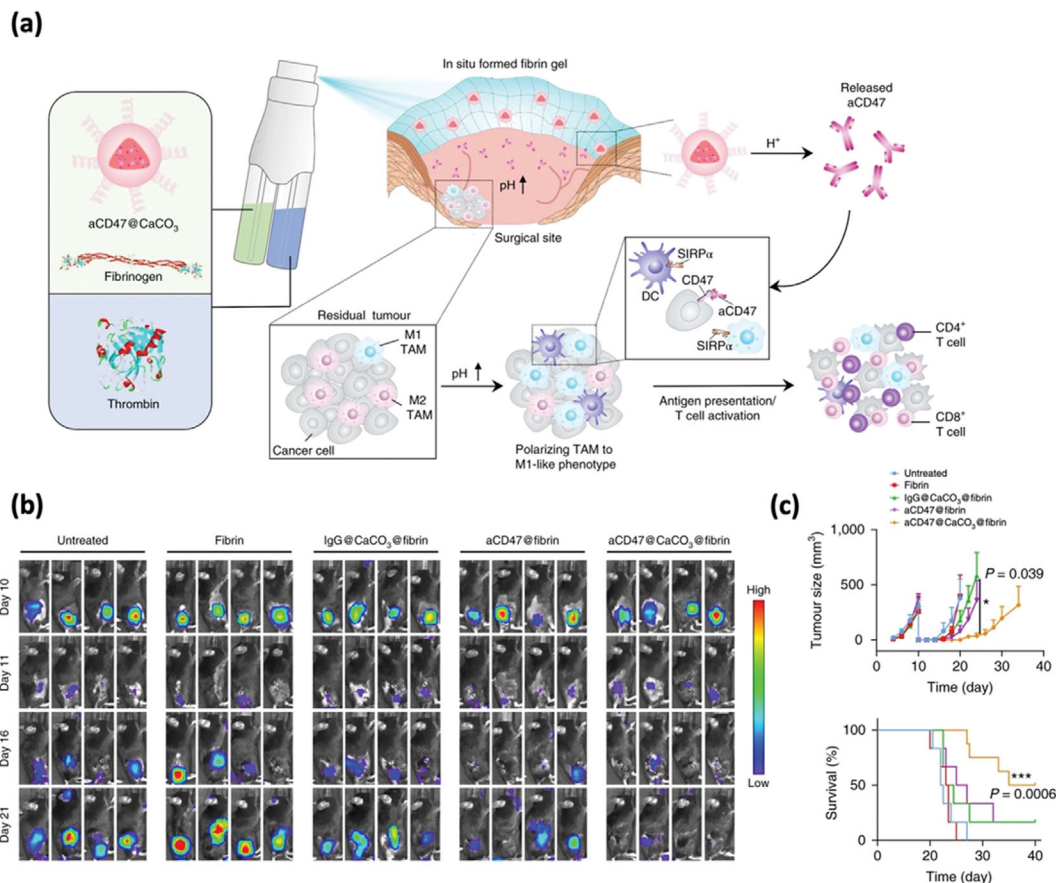 (a)
In situ formed fibrin gel
Released
aCD47
H⁺
pH ↑
aCD47@CaCO₃
Surgical site
Fibrinogen
SIRPα
CD47
DC
aCD47
SIRPα
Residual tumour
M1
TAM
CD4⁺
T cell
Thrombin
pH ↑
M2
TAM
Antigen presentation/
T cell activation
CD8⁺
T cell
Cancer cell
Polarizing TAM to
M1-like phenotype
(b)
Untreated
Fibrin
IgG@CaCO₃@fibrin
aCD47@fibrin
aCD47@CaCO₃@fibrin
Day 10
Day 11
Day 16
Day 21
High
Low
(c)
Untreated
Fibrin
IgG@CaCO₃@fibrin
aCD47@fibrin
aCD47@CaCO₃@fibrin
Tumour size (mm³)
1,000
500
0
P = 0.039
*
0 10 20 30 40
Time (day)
Survival (%)
100
50
0
***
P = 0.0006
0 20 30 40
Time (day)